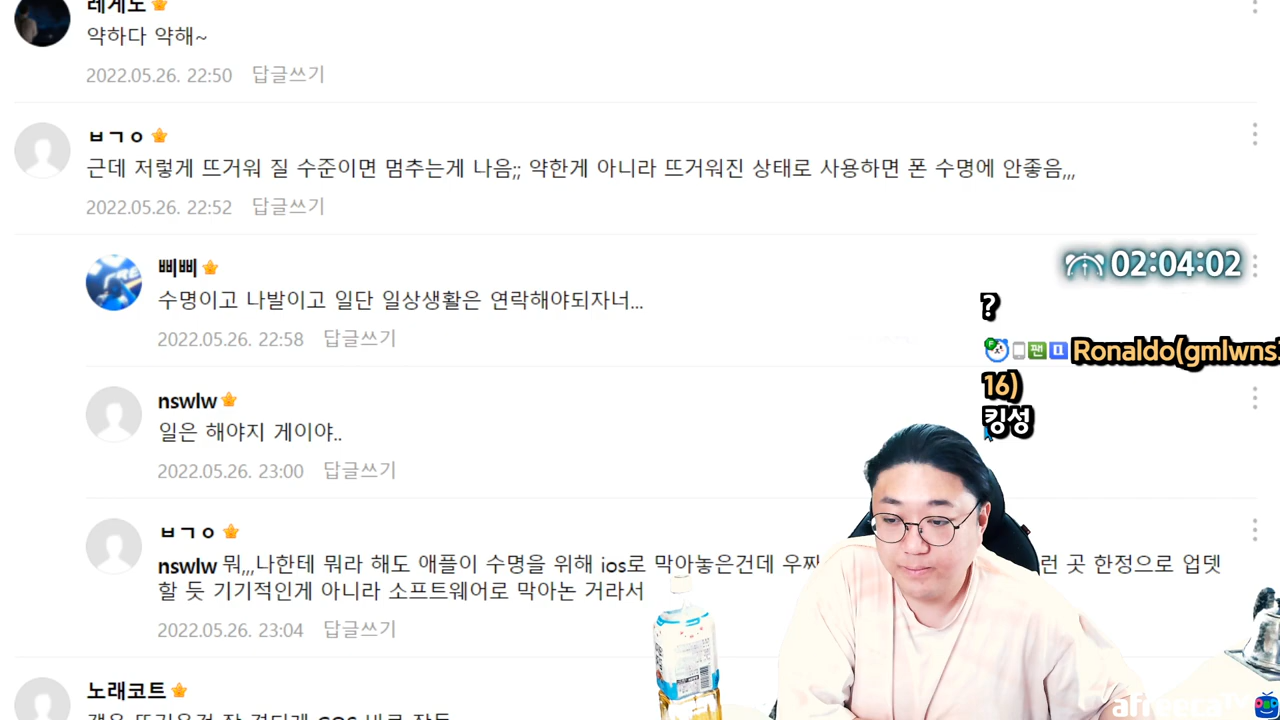 레게노
약하다 약해~
2022.05.26. 22:50 답글쓰기
ㅂㄱㅇ
근데 저렇게 뜨거워 질 수준이면 멈추는게 나음;; 약한게 아니라 뜨거워진 상태로 사용하면 폰 수명에 안좋음,,,
2022.05.26. 22:52 답글쓰기
삐삐
수명이고 나발이고 일단 일상생활은 연락해야되자너...
2022.05.26. 22:58 답글쓰기
02:04:02
?
팬
Ronaldo(gmlwns
16)
킹성
nswlw
일은 해야지 게이야..
2022.05.26. 23:00 답글쓰기
ㅂㄱㅇ
nswlw 뭐,,,나한테 뭐라 해도 애플이 수명을 위해 ios로 막아놓은건데 우짜 런 곳 한정으로 업뎃
할 듯 기기적인게 아니라 소프트웨어로 막아논 거라서
2022.05.26. 23:04 답글쓰기
노래코트